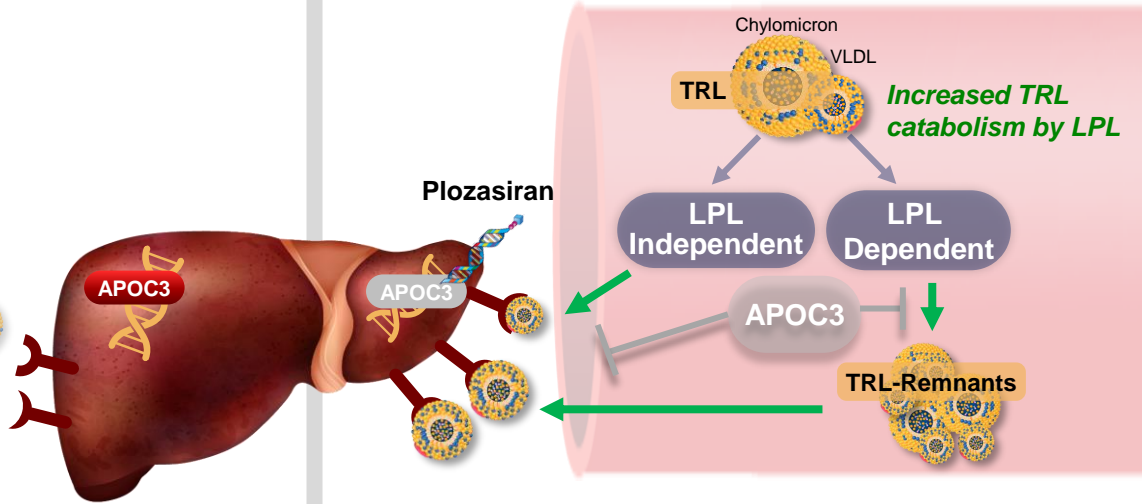 Chylomicron
VLDL
TRL
Increased TRL
catabolism by LPL
Plozasiran
LPL
Independent
LPL
Dependent
APOC3
APOC3
APOC3
TRL-Remnants